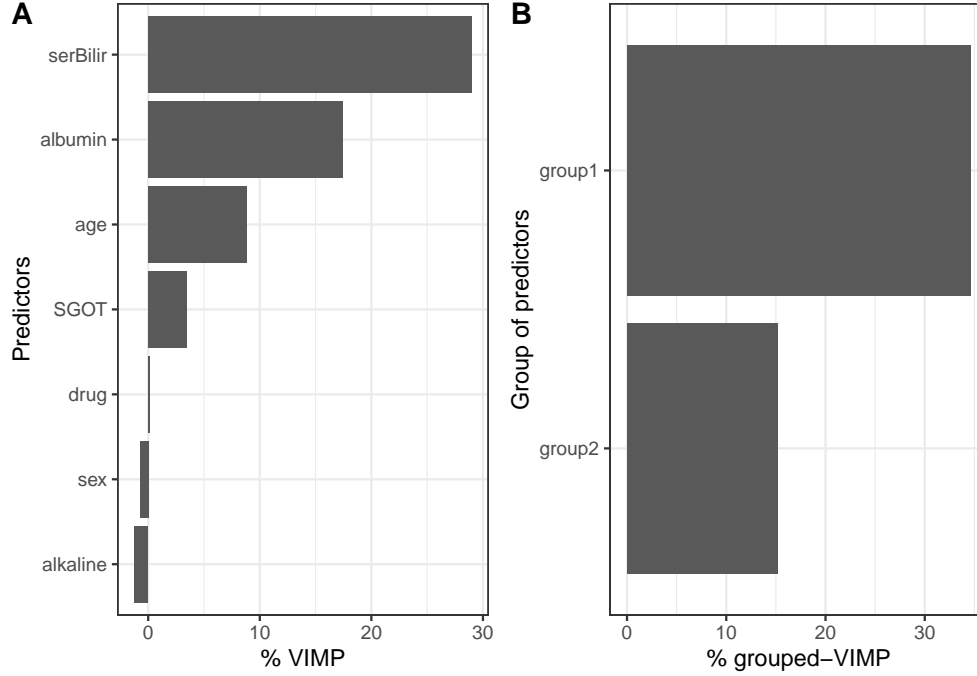 A
Predictors
serBilir
albumin
age
SGOT
drug
sex
alkaline
0 10 20 30
% VIMP
B
Group of predictors
group1
group2
0 10 20 30
% grouped−VIMP